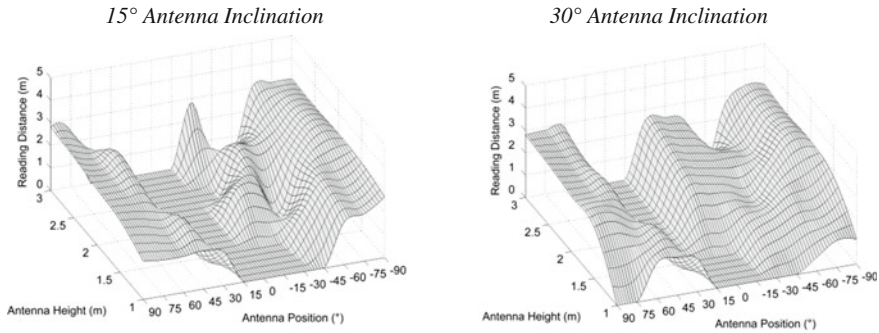 15° Antenna Inclination
30° Antenna Inclination
Reading Distance (m)
5
4
3
2
1
0
3
2.5
2
1.5
1
Antenna Height (m)
90 75 60 45 30 15 0 -15 -30 -45 -60 -75 -90
Antenna Position (°)
Reading Distance (m)
5
4
3
2
1
0
3
2.5
2
1.5
1
Antenna Height (m)
90 75 60 45 30 15 0 -15 -30 -45 -60 -75 -90
Antenna Position (°)